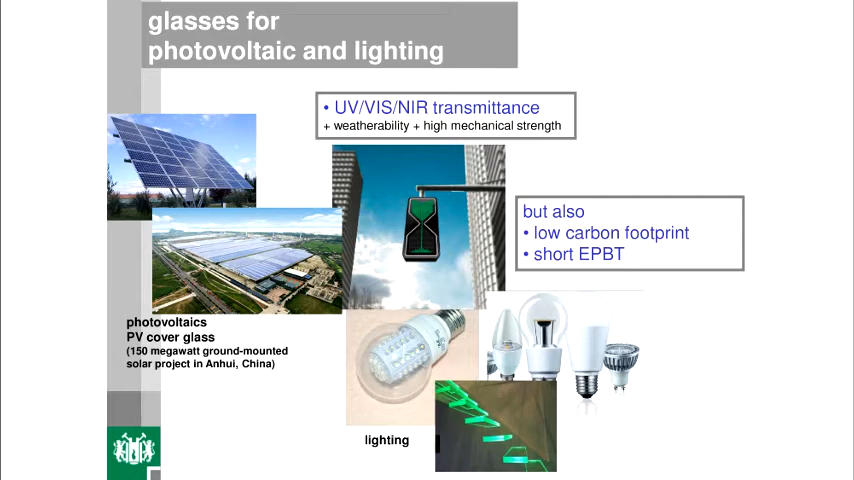 glasses for
photovoltaic and lighting
• UV/VIS/NIR transmittance
+ weatherability + high mechanical strength
but also
• low carbon footprint
• short EPBT
photovoltaics
PV cover glass
(150 megawatt ground-mounted
solar project in Anhui, China)
lighting